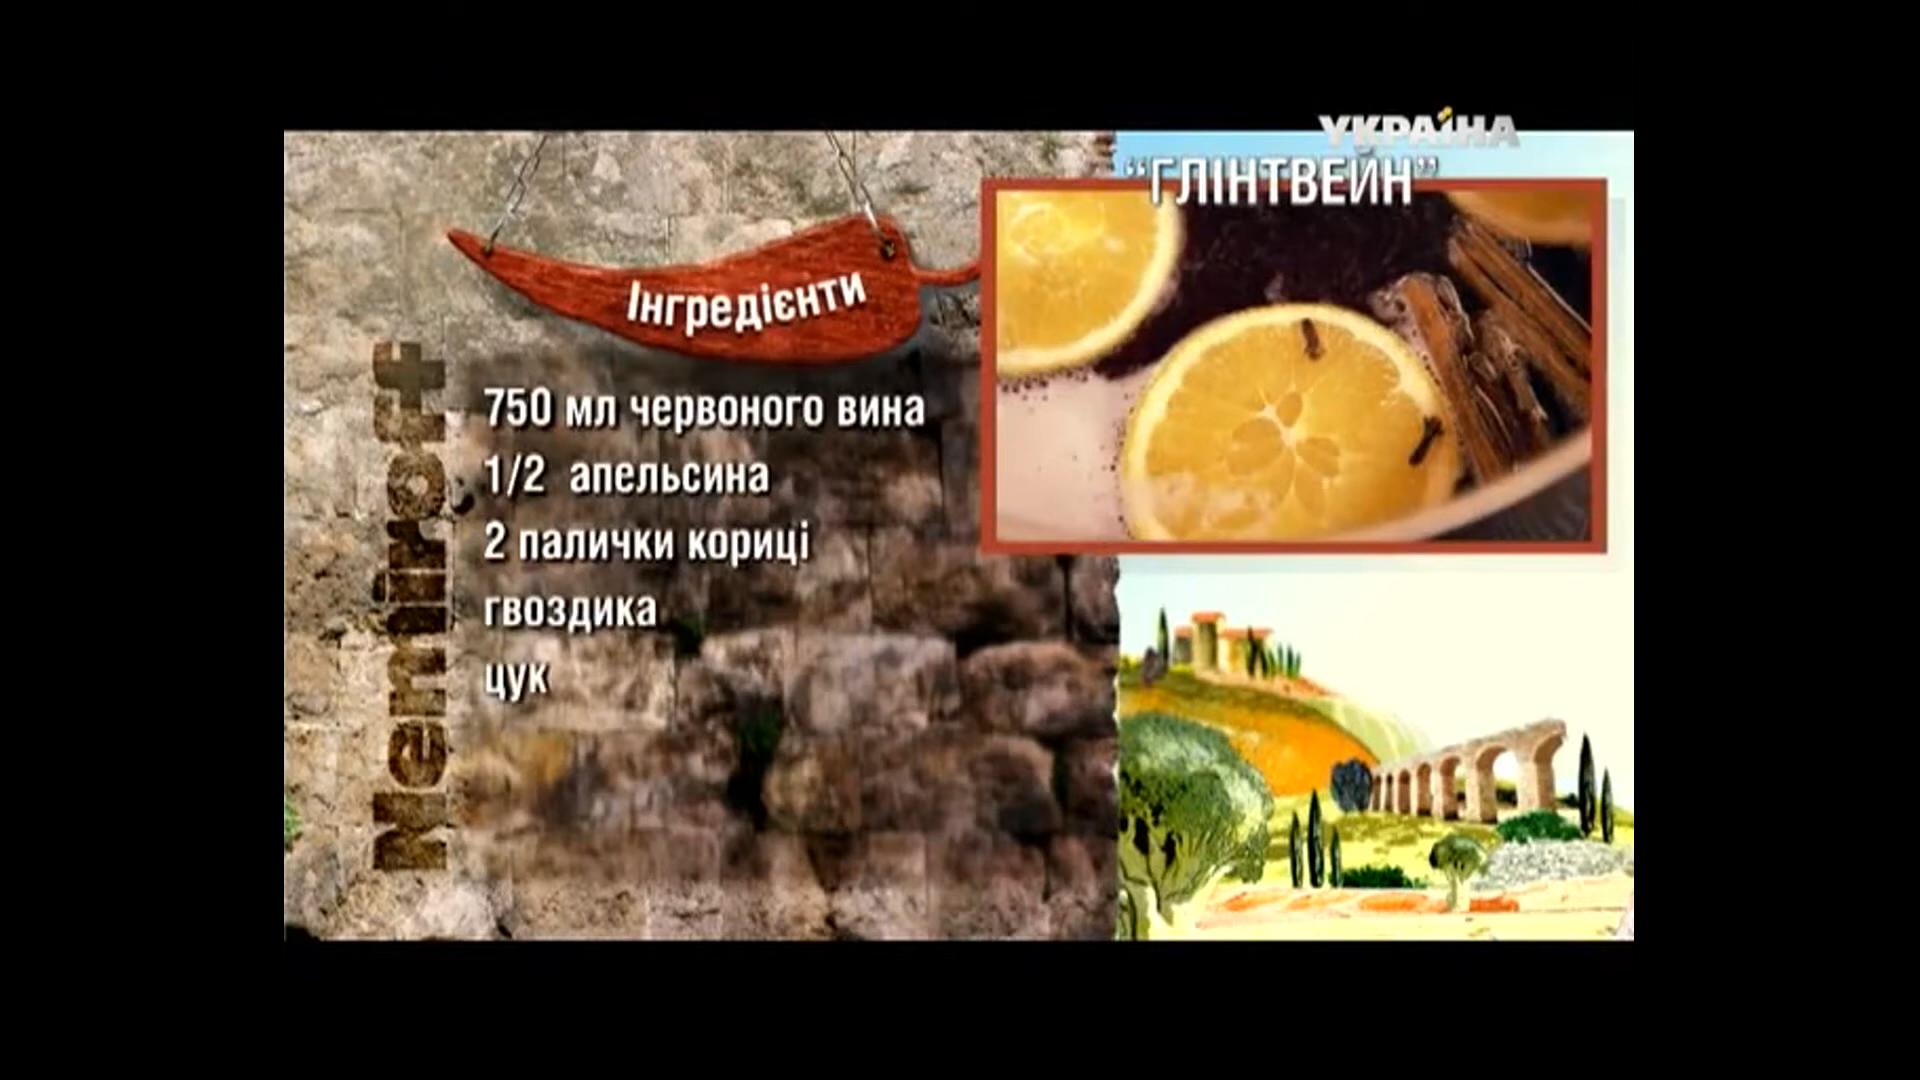 УКРАЇНА
“ГЛІНТВЕЙН”
Інгредієнти
750 мл червоного вина
1/2 апельсина
2 палички кориці
гвоздика
цук
Nemiroff